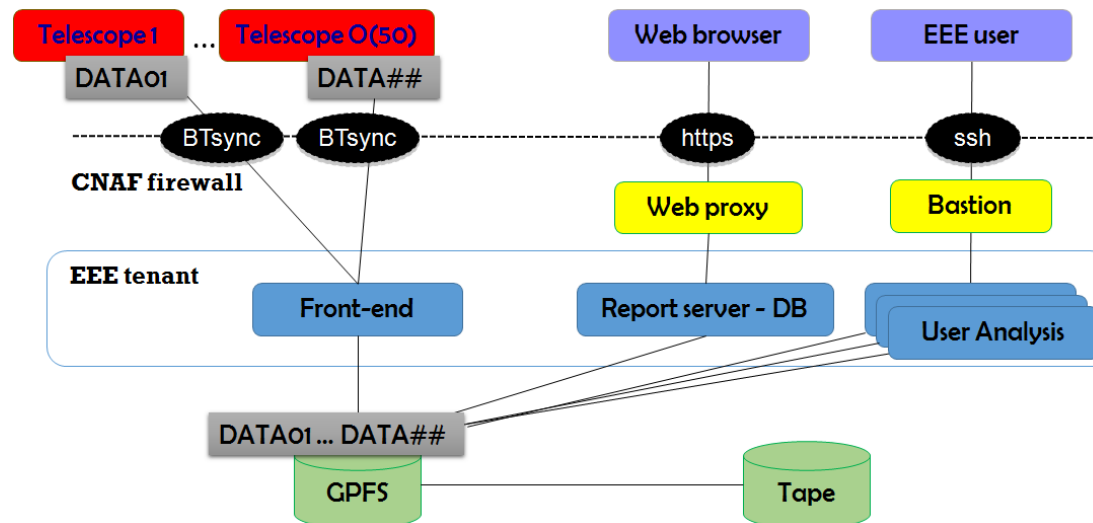 Telescope 1
...
Telescope O(50)
Web browser
EEE user
DATA01
DATA##
BTsync
BTsync
https
ssh
CNAF firewall
Web proxy
Bastion
EEE tenant
Front-end
Report server - DB
User Analysis
DATA01 ... DATA##
GPFS
Tape